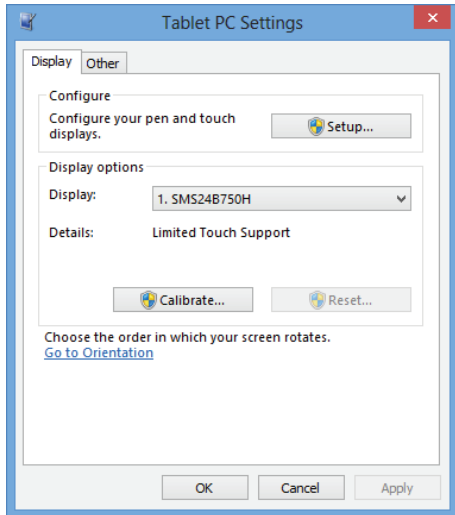 Tablet PC Settings
Display
Other
Configure
Configure your pen and touch
displays.
Setup...
Display options
Display:
1. SMS24B750H
Details:
Limited Touch Support
Calibrate...
Reset...
Choose the order in which your screen rotates.
Go to Orientation
OK
Cancel
Apply